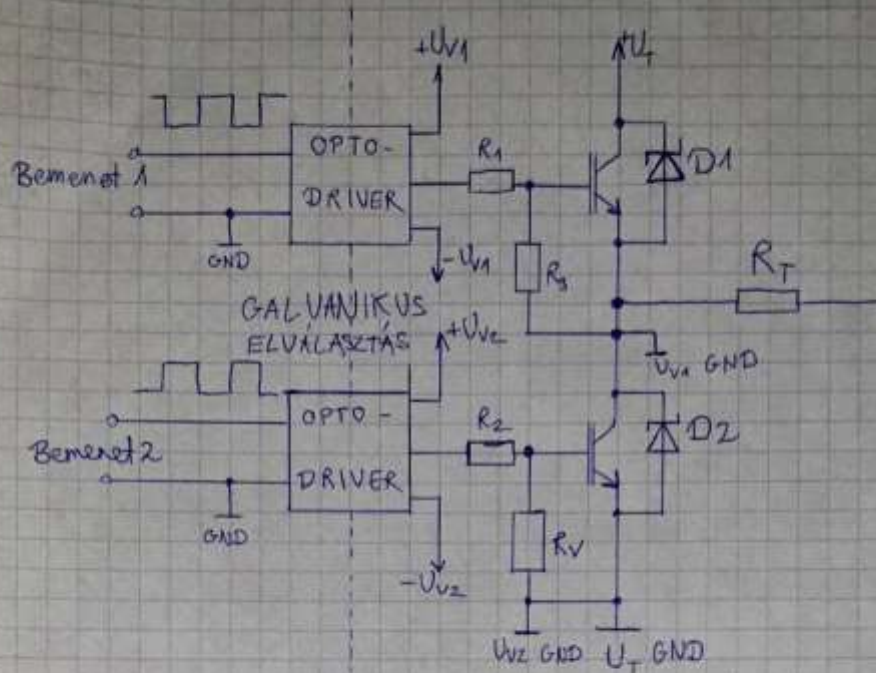 +UV1
+UT
OPTO-
DRIVER
R1
D1
Bemenet 1
GND
-UV1
R3
RT
GALVANIKUS
ELVÁLASZTÁS
+UV2
UV1 GND
OPTO-
DRIVER
R2
D2
Bemenet 2
GND
RV
-UV2
UV2 GND
UT GND